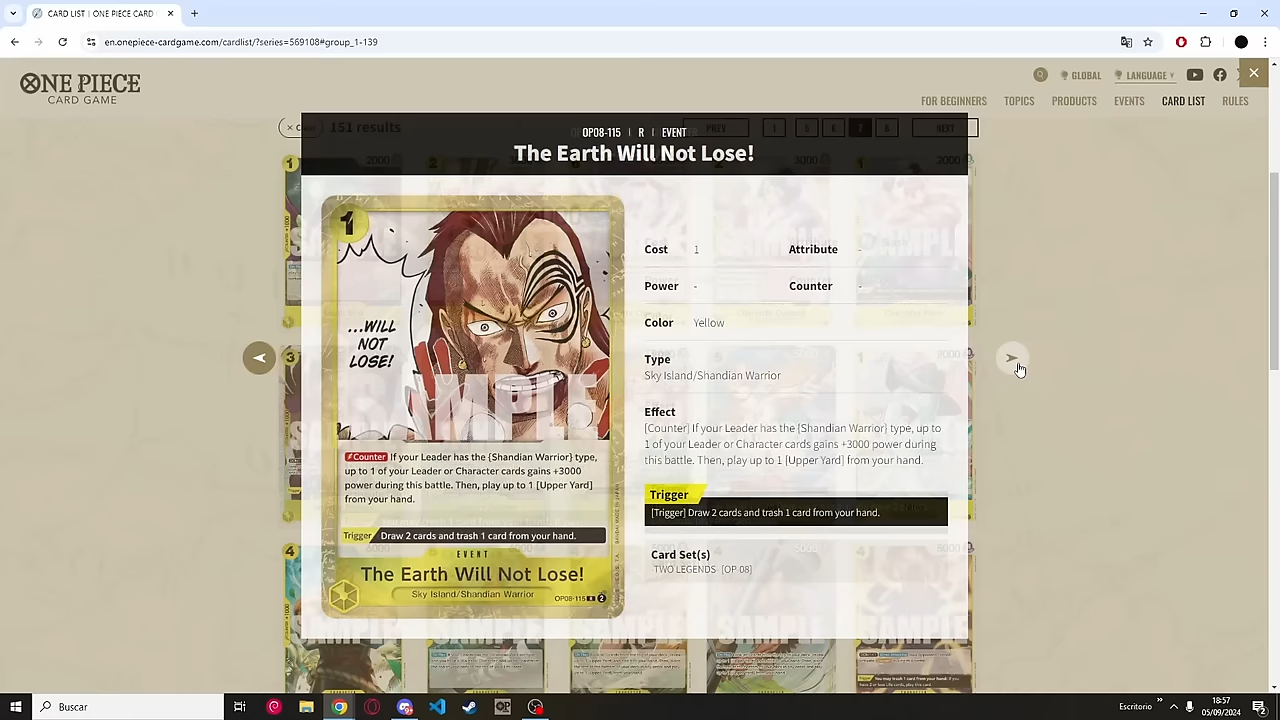 CARD LIST | ONE PIECE CARD
en.onepiece-cardgame.com/cardlist/?series=569108#group_1-139
ONE PIECE
CARD GAME
GLOBAL
LANGUAGE
FOR BEGINNERS
TOPICS
PRODUCTS
EVENTS
CARD LIST
RULES
151 results
PREV
1
5
6
7
8
NEXT
OP08-115 | R | EVENT
The Earth Will Not Lose!
1
...WILL
NOT
LOSE!
SAMPLE
Counter If your Leader has the {Shandian Warrior} type,
up to 1 of your Leader or Character cards gains +3000
power during this battle. Then, play up to 1 [Upper Yard]
from your hand.
Trigger Draw 2 cards and trash 1 card from your hand.
EVENT
The Earth Will Not Lose!
Sky Island/Shandian Warrior
OP08-115 R 2
Cost 1
Attribute -
Power -
Counter -
Color Yellow
Type
Sky Island/Shandian Warrior
Effect
[Counter] If your Leader has the {Shandian Warrior} type, up to
1 of your Leader or Character cards gains +3000 power during
this battle. Then, play up to 1 [Upper Yard] from your hand.
Trigger
[Trigger] Draw 2 cards and trash 1 card from your hand.
Card Set(s)
TWO LEGENDS [OP-08]
Buscar
Escritorio
18:57
05/09/2024